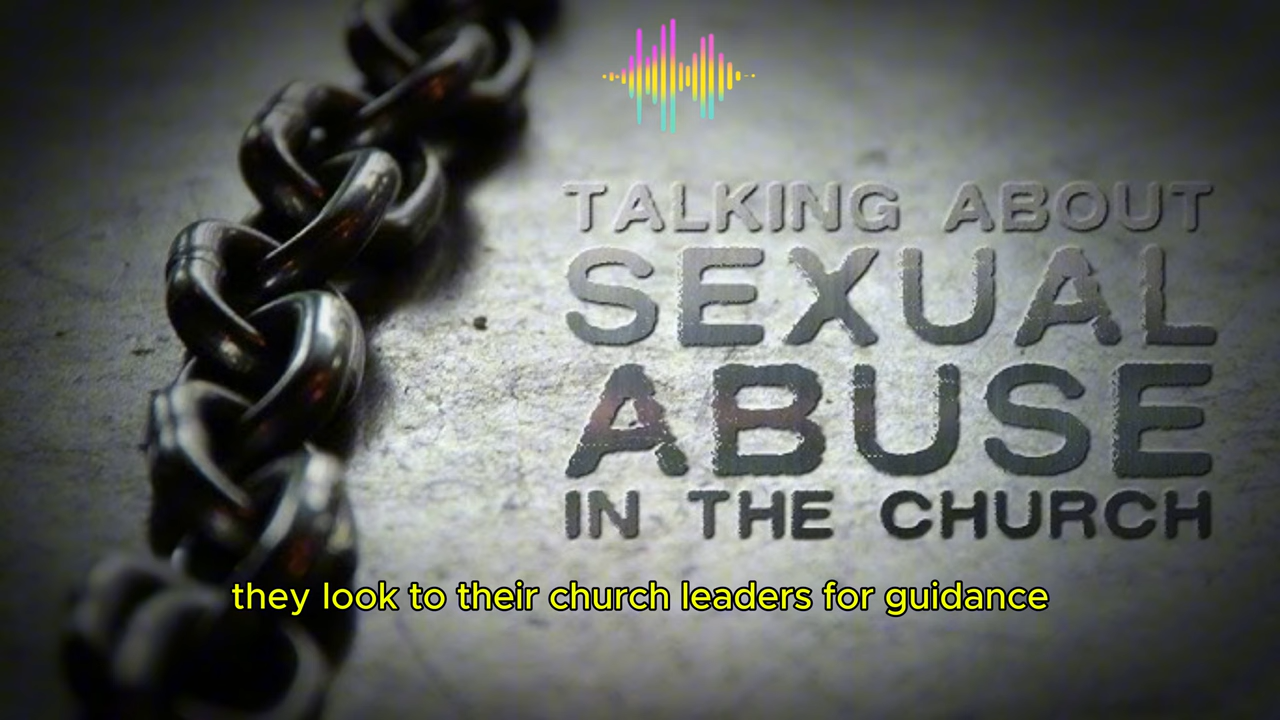 TALKING ABOUT
SEXUAL
ABUSE
IN THE CHURCH
they look to their church leaders for guidance